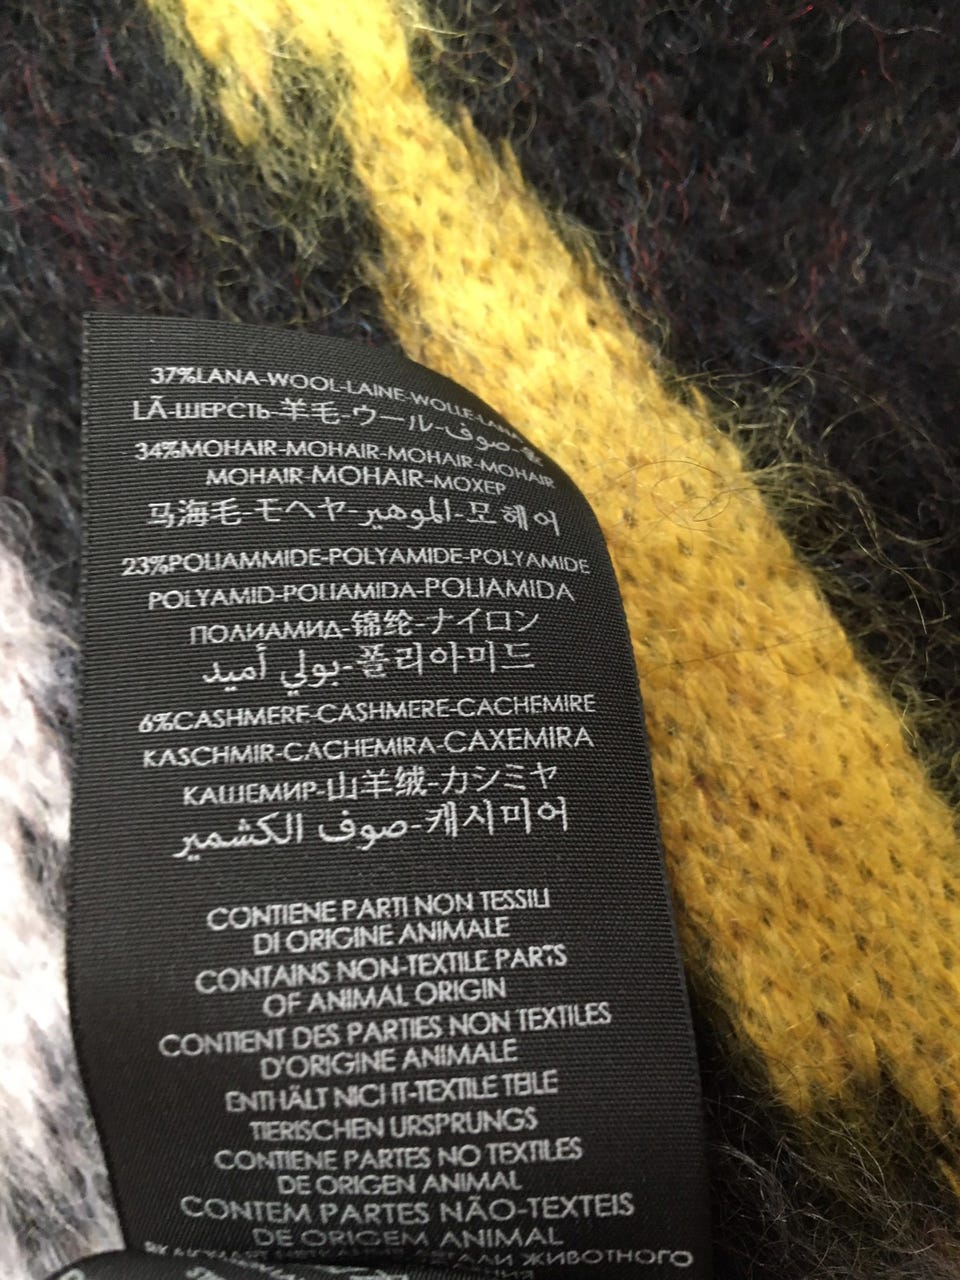 37%LANA-WOOL-LAINE-WOLLE-LANA
LÃ-ШЕРСТЬ-羊毛-ウール-صوف-울
34%MOHAIR-MOHAIR-MOHAIR-MOHAIR
MOHAIR-MOHAIR-МОХЕР
马海毛-モヘヤ-الموهير-모헤어
23%POLIAMMIDE-POLYAMIDE-POLYAMIDE
POLYAMID-POLIAMIDA-POLIAMIDA
ПОЛИАМИД-锦纶-ナイロン
بولي أميد-폴리아미드
6%CASHMERE-CASHMERE-CACHEMIRE
KASCHMIR-CACHEMIRA-CAXEMIRA
КАШЕМИР-山羊绒-カシミヤ
صوف الكشمير-캐시미어
CONTIENE PARTI NON TESSILI
DI ORIGINE ANIMALE
CONTAINS NON-TEXTILE PARTS
OF ANIMAL ORIGIN
CONTIENT DES PARTIES NON TEXTILES
D'ORIGINE ANIMALE
ENTHÄLT NICHT-TEXTILE TEILE
TIERISCHEN URSPRUNGS
CONTIENE PARTES NO TEXTILES
DE ORIGEN ANIMAL
CONTEM PARTES NÃO-TEXTEIS
DE ORIGEM ANIMAL
ЖИВОТНОГО